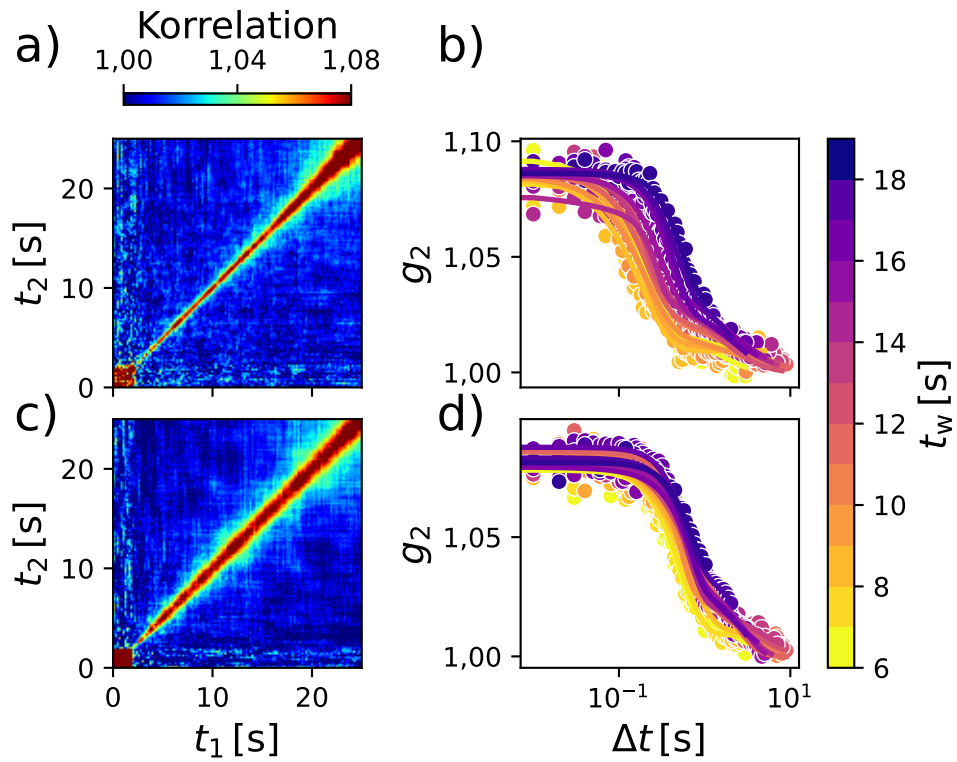 a)
Korrelation
1,00 1,04 1,08
b)
t₂ [s]
20
10
0
g₂
1,10
1,05
1,00
c)
t₂ [s]
20
10
0
0 10 20
t₁ [s]
d)
g₂
1,05
1,00
10⁻¹ 10¹
Δt [s]
18
16
14
12
10
8
6
t_w [s]